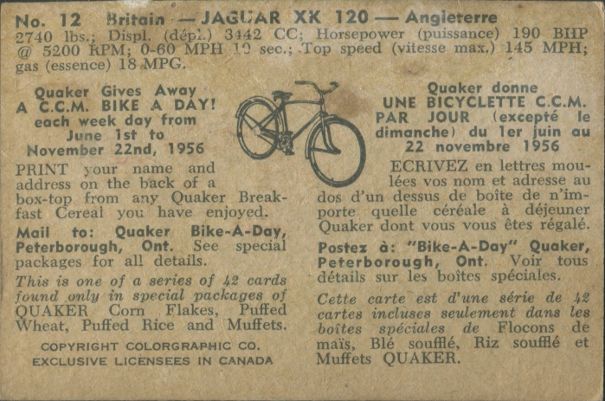 No. 12 Britain — JAGUAR XK 120 — Angleterre
2740 lbs.; Displ. (dépl.) 3442 CC; Horsepower (puissance) 190 BHP
@ 5200 RPM; 0-60 MPH 10 sec.; Top speed (vitesse max.) 145 MPH;
gas (essence) 18 MPG.
Quaker Gives Away
A C.C.M. BIKE A DAY!
each week day from
June 1st to
November 22nd, 1956
PRINT your name and
address on the back of a
box-top from any Quaker Break-
fast Cereal you have enjoyed.
Mail to: Quaker Bike-A-Day,
Peterborough, Ont. See special
packages for all details.
This is one of a series of 42 cards
found only in special packages of
QUAKER Corn Flakes, Puffed
Wheat, Puffed Rice and Muffets.
COPYRIGHT COLORGRAPHIC CO.
EXCLUSIVE LICENSEES IN CANADA
Quaker donne
UNE BICYCLETTE C.C.M.
PAR JOUR (excepté le
dimanche) du 1er juin au
22 novembre 1956
ECRIVEZ en lettres mou-
lées vos nom et adresse au
dos d'un dessus de boîte de n'im-
porte quelle céréale à déjeuner
Quaker dont vous vous êtes régalé.
Postez à: "Bike-A-Day" Quaker,
Peterborough, Ont. Voir tous
détails sur les boîtes spéciales.
Cette carte est d'une série de 42
cartes incluses seulement dans les
boîtes spéciales de Flocons de
maïs, Blé soufflé, Riz soufflé et
Muffets QUAKER.